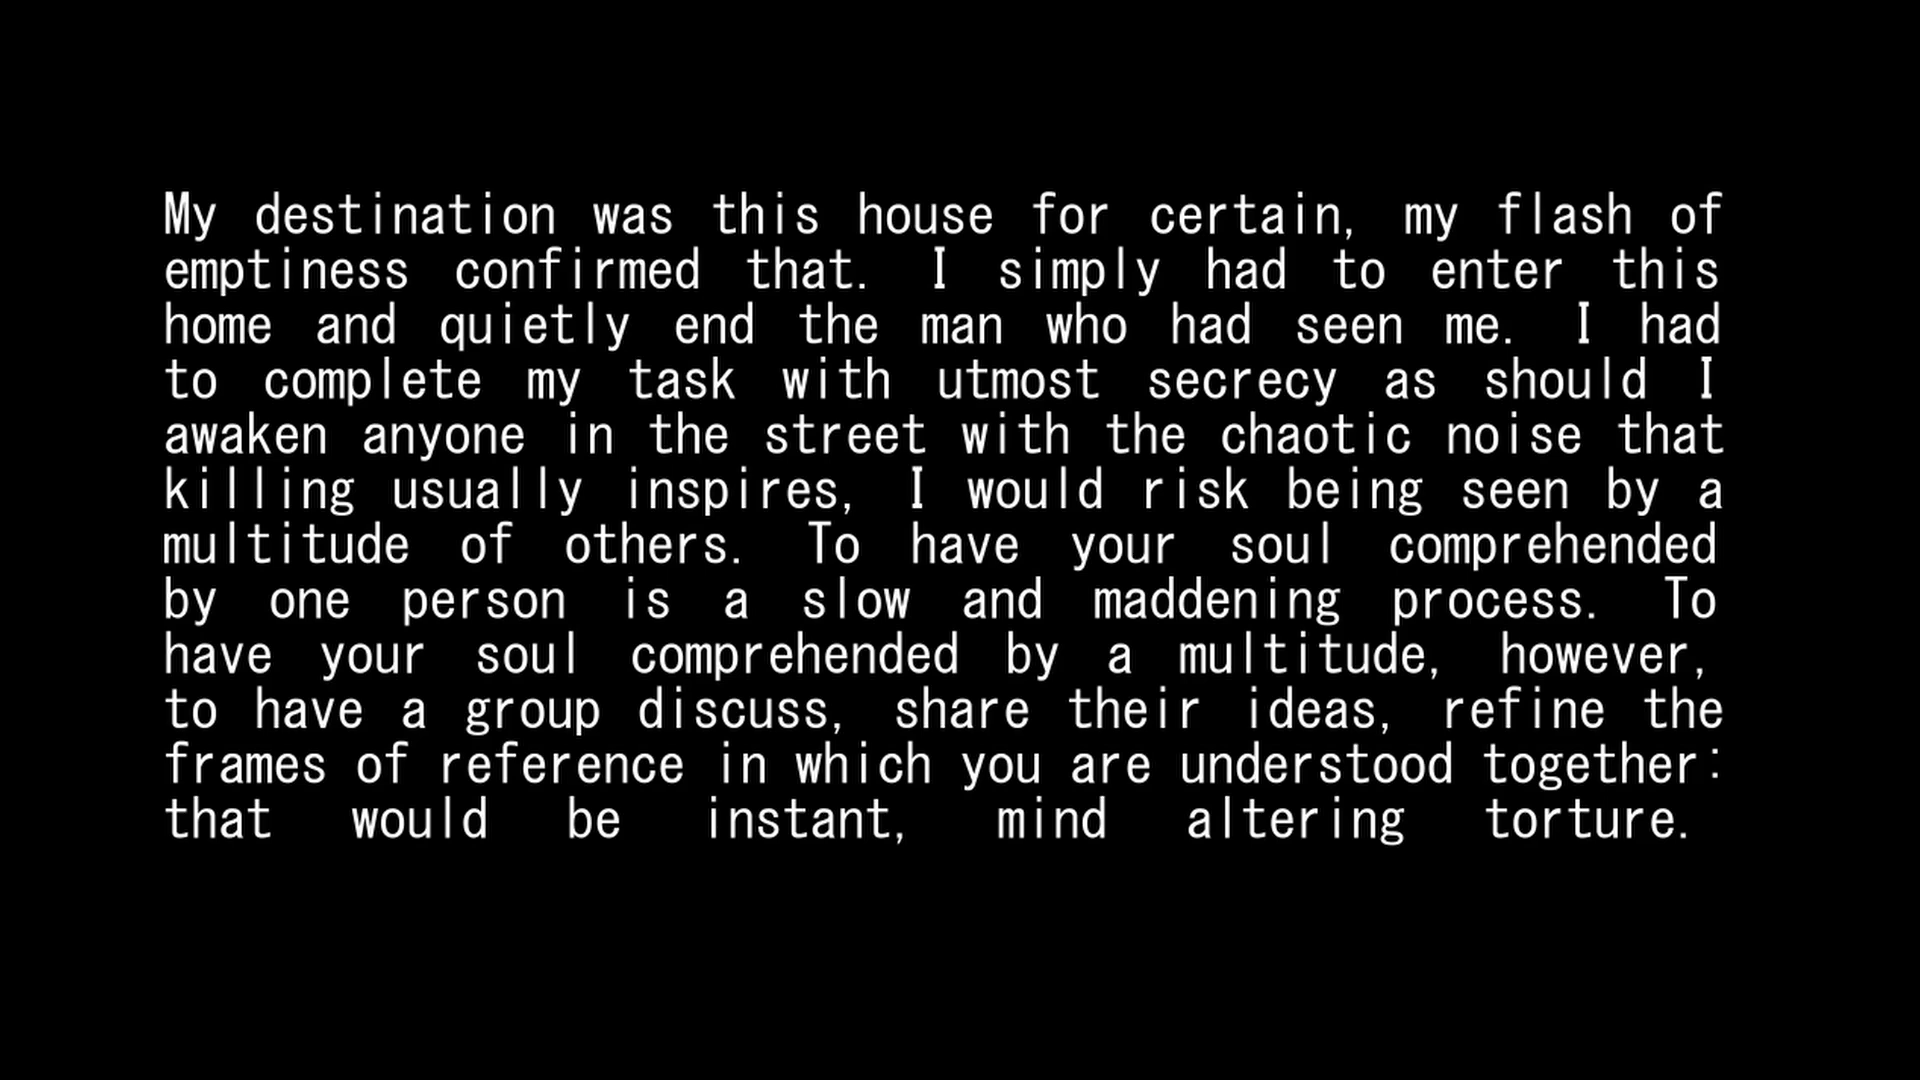 My destination was this house for certain, my flash of
emptiness confirmed that. I simply had to enter this
home and quietly end the man who had seen me. I had
to complete my task with utmost secrecy as should I
awaken anyone in the street with the chaotic noise that
killing usually inspires, I would risk being seen by a
multitude of others. To have your soul comprehended
by one person is a slow and maddening process. To
have your soul comprehended by a multitude, however,
to have a group discuss, share their ideas, refine the
frames of reference in which you are understood together:
that would be instant, mind altering torture.